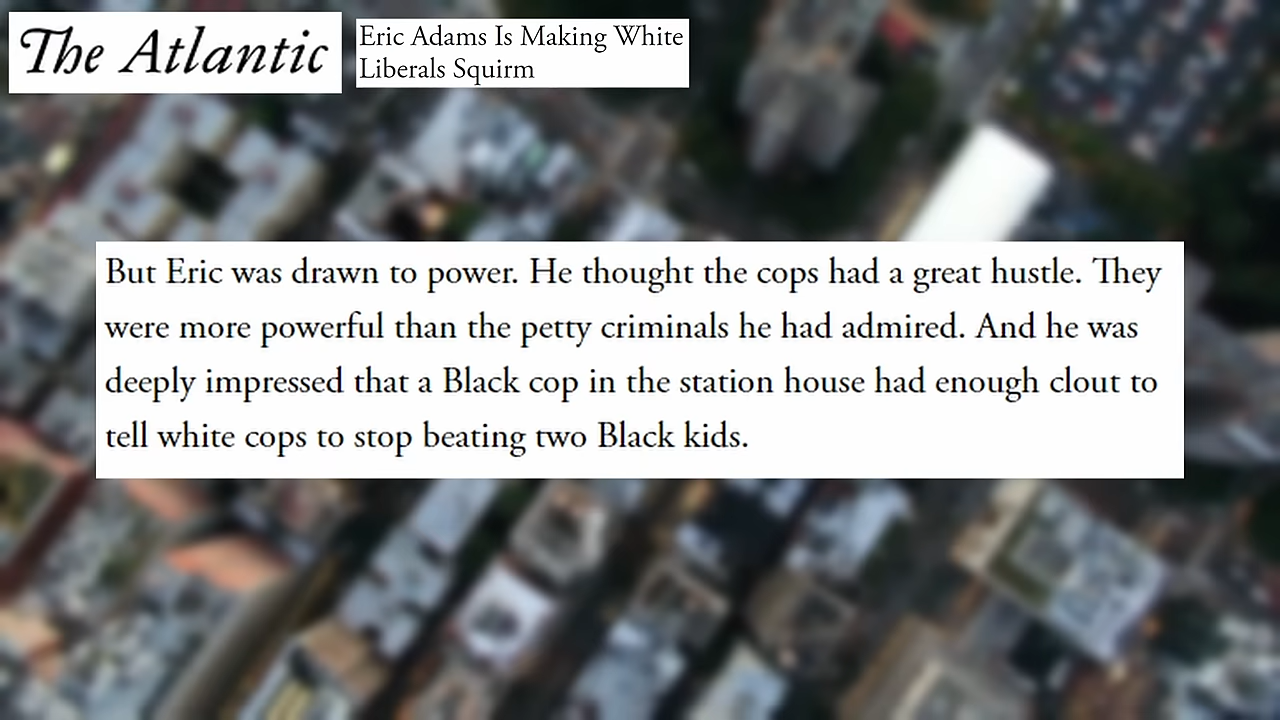 The Atlantic
Eric Adams Is Making White
Liberals Squirm
But Eric was drawn to power. He thought the cops had a great hustle. They
were more powerful than the petty criminals he had admired. And he was
deeply impressed that a Black cop in the station house had enough clout to
tell white cops to stop beating two Black kids.